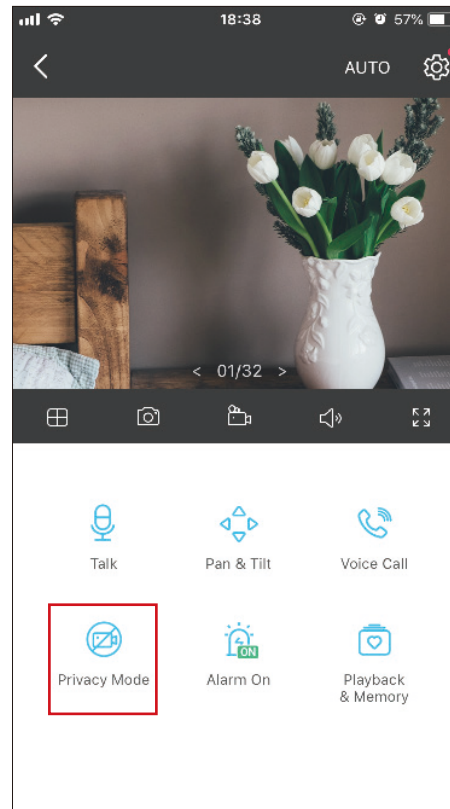 18:38
57%
AUTO
< 01/32 >
Talk
Pan & Tilt
Voice Call
ON
Privacy Mode
Alarm On
Playback
& Memory